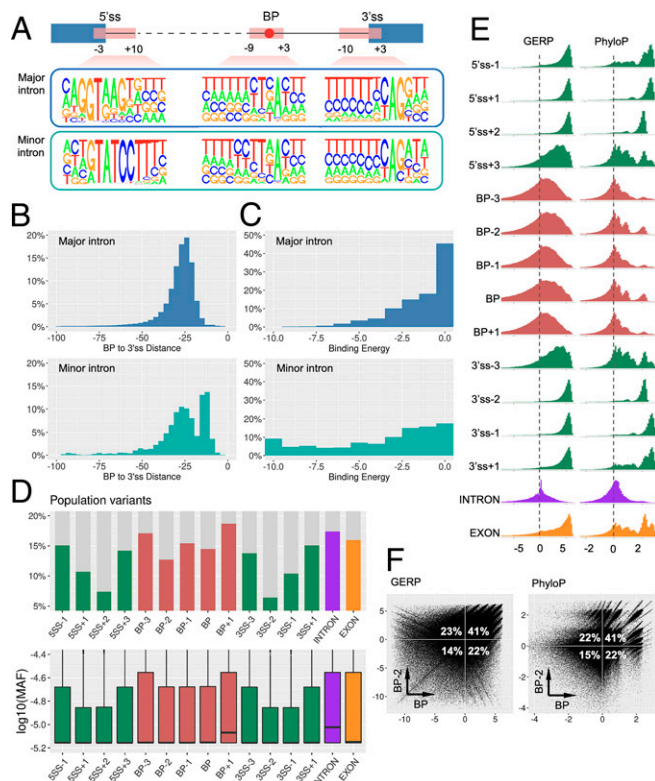 A
5'ss
BP
3'ss
-3
+10
-9
+3
-10
+3
Major
intron
Minor
intron
B
20%
15%
10%
5%
0%
Major intron
-100
-75
-50
-25
0
BP to 3'ss Distance
20%
15%
10%
5%
0%
Minor intron
-100
-75
-50
-25
0
BP to 3'ss Distance
C
50%
40%
30%
20%
10%
0%
Major intron
-10.0
-7.5
-5.0
-2.5
0.0
Binding Energy
50%
40%
30%
20%
10%
0%
Minor intron
-10.0
-7.5
-5.0
-2.5
0.0
Binding Energy
D
Population variants
20%
15%
10%
5%
5SS-1
5SS+1
5SS+2
5SS+3
BP-3
BP-2
BP-1
BP
BP+1
3SS-3
3SS-2
3SS-1
3SS+1
INTRON
EXON
log10(MAF)
-4.4
-4.6
-4.8
-5.0
-5.2
5SS-1
5SS+1
5SS+2
5SS+3
BP-3
BP-2
BP-1
BP
BP+1
3SS-3
3SS-2
3SS-1
3SS+1
INTRON
EXON
E
GERP
PhyloP
5'ss-1
5'ss+1
5'ss+2
5'ss+3
BP-3
BP-2
BP-1
BP
BP+1
3'ss-3
3'ss-2
3'ss-1
3'ss+1
INTRON
EXON
-5 0 5
-2 0 2
F
GERP
5
0
-5
-10
23% 41%
14% 22%
BP-2
BP
-10
-5
0
5
PhyloP
2
0
-2
-4
22% 41%
15% 22%
BP-2
BP
-4
-2
0
2